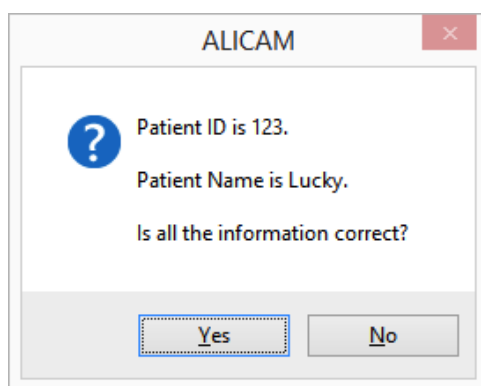 ALICAM
Patient ID is 123.
Patient Name is Lucky.
Is all the information correct?
Yes
No